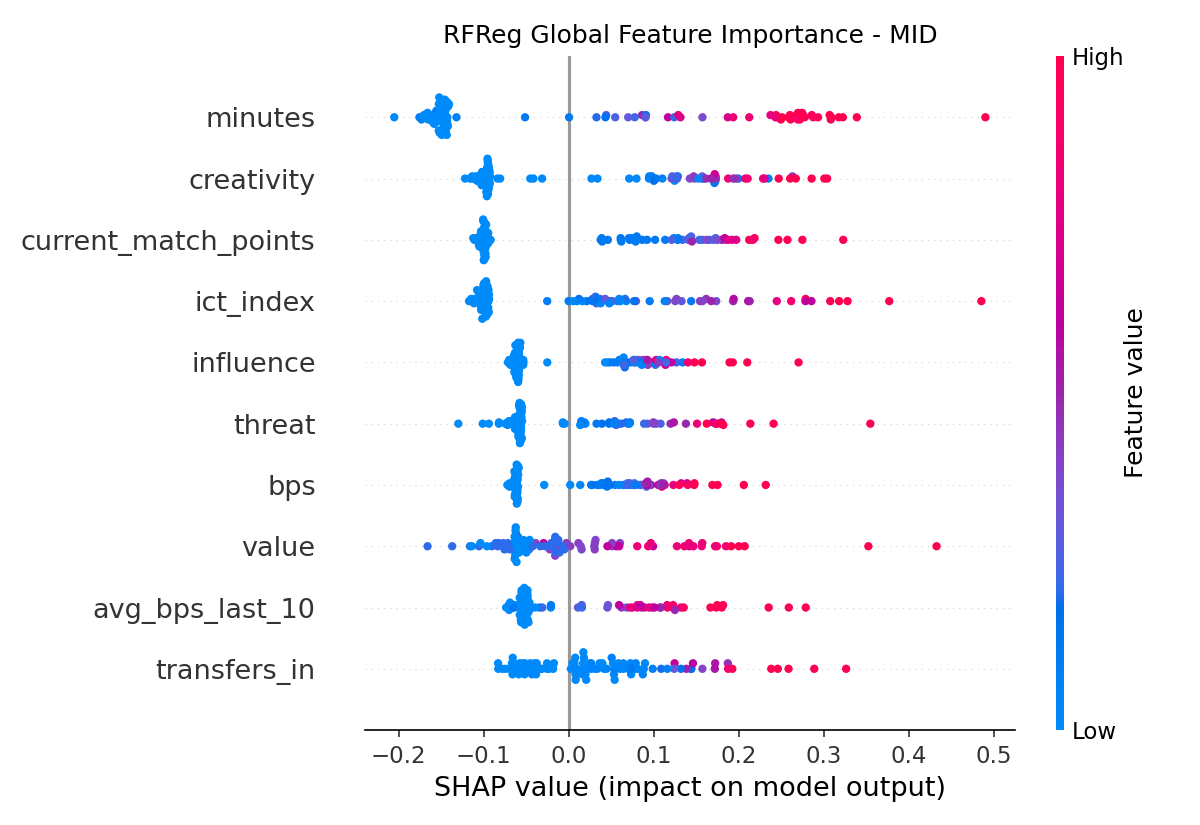 RFReg Global Feature Importance - MID
High
minutes
creativity
current_match_points
ict_index
influence
threat
bps
value
avg_bps_last_10
transfers_in
Feature value
Low
−0.2 −0.1 0.0 0.1 0.2 0.3 0.4 0.5
SHAP value (impact on model output)